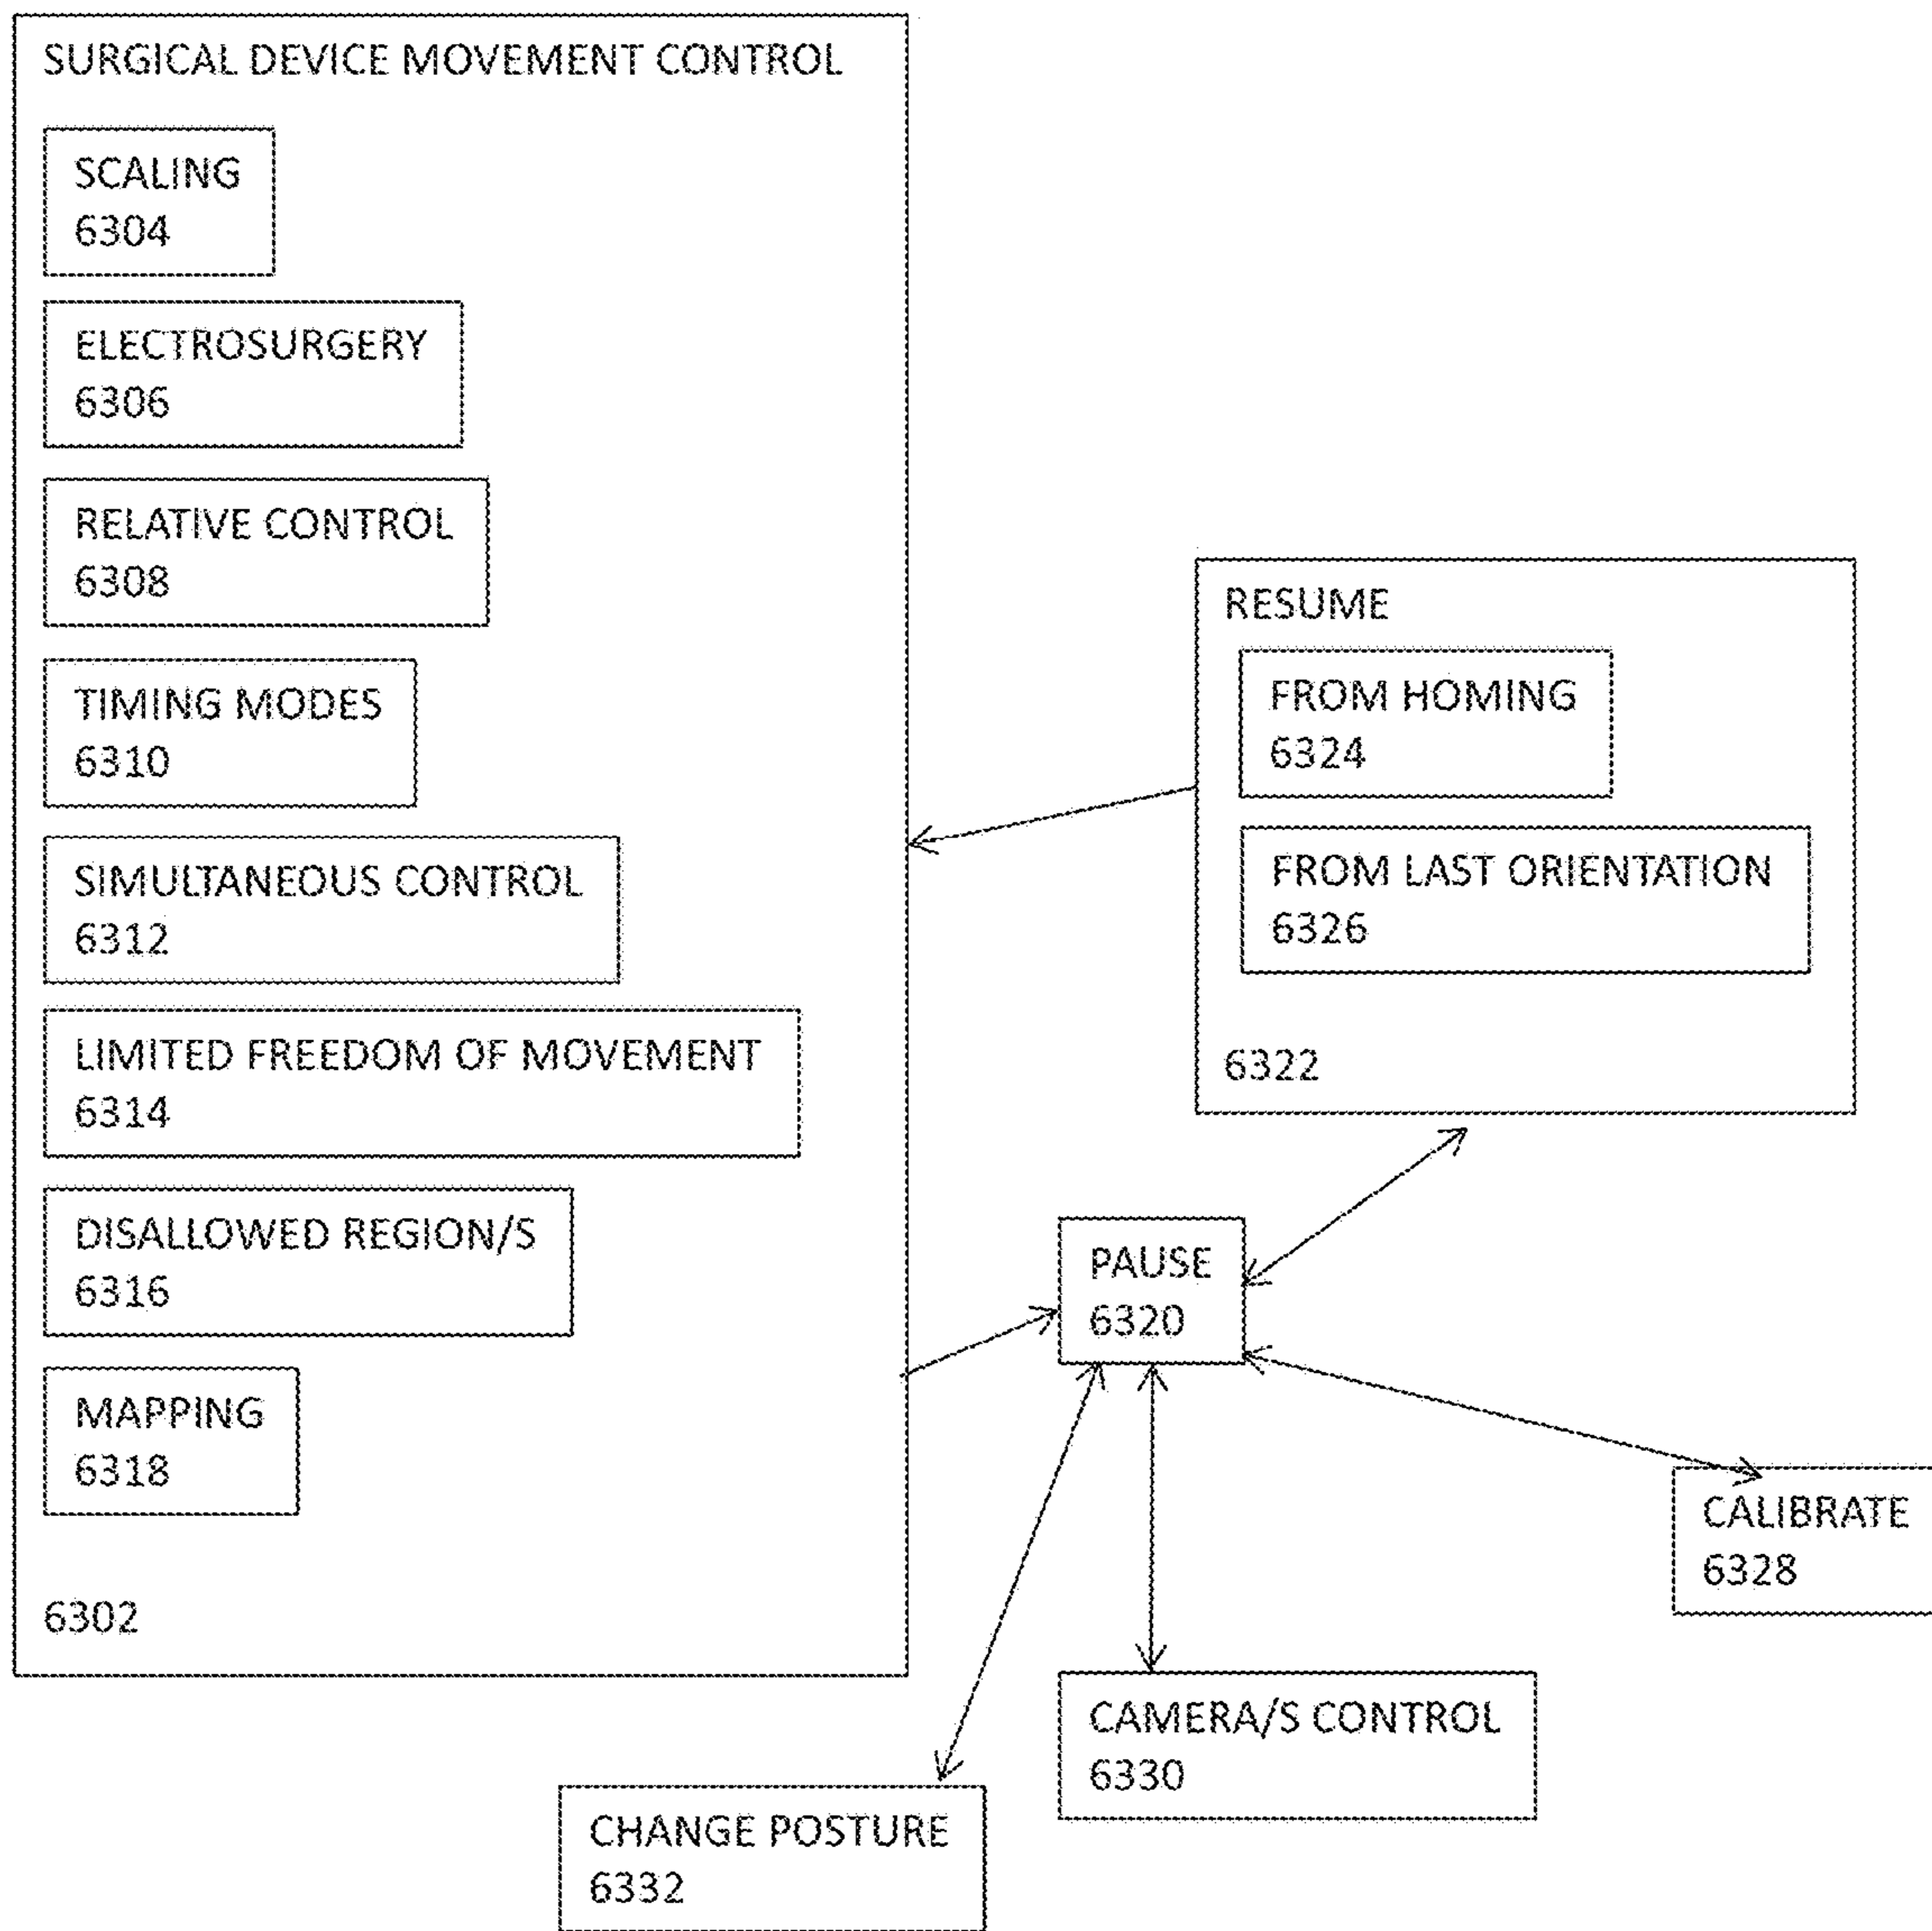 SURGICAL DEVICE MOVEMENT CONTROL
SCALING
6304
ELECTROSURGERY
6306
RELATIVE CONTROL
6308
TIMING MODES
6310
SIMULTANEOUS CONTROL
6312
LIMITED FREEDOM OF MOVEMENT
6314
DISALLOWED REGION/S
6316
MAPPING
6318
6302
RESUME
FROM HOMING
6324
FROM LAST ORIENTATION
6326
6322
PAUSE
6320
CALIBRATE
6328
CAMERA/S CONTROL
6330
CHANGE POSTURE
6332